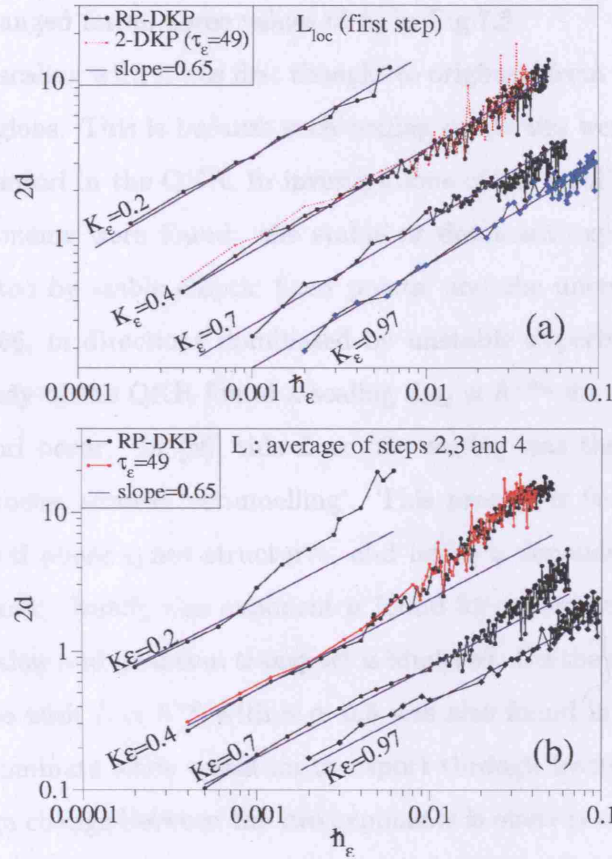 RP-DKP
2-DKP (τε=49)
slope=0.65
L loc (first step)
10
1
2d
Kε=0.2
Kε=0.4
Kε=0.7
Kε=0.97
(a)
0.0001
0.001
0.01
0.1
ħε
RP-DKP
τε=49
slope=0.65
L : average of steps 2,3 and 4
10
1
0.1
2d
Kε=0.2
Kε=0.4
Kε=0.7
Kε=0.97
(b)
0.0001
0.001
0.01
0.1
ħε